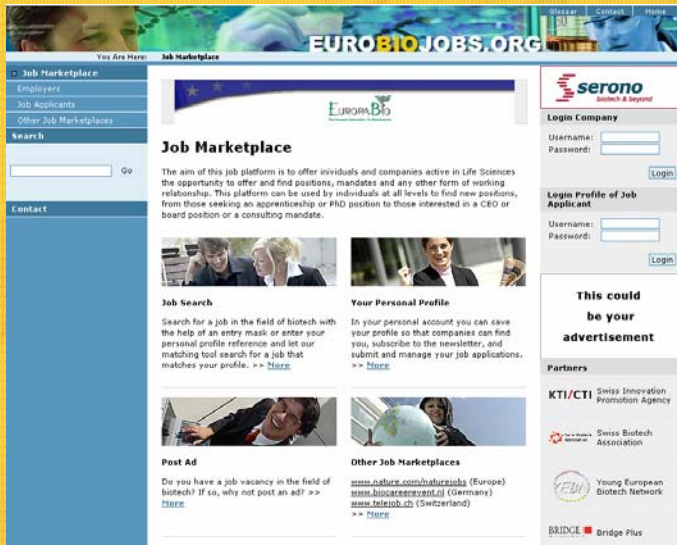 Glossar Contact Home
EUROBIOJOBS.ORG
You Are Here: Job Marketplace
Job Marketplace
Employers
Job Applicants
Other Job Marketplaces
Search
Go
Contact
EUROPABIO
Job Marketplace
The aim of this job platform is to offer inividuals and companies active in Life Sciences
the opportunity to offer and find positions, mandates and any other form of working
relationship. This platform can be used by individuals at all levels to find new positions,
from those seeking an apprenticeship or PhD position to those interested in a CEO or
board position or a consulting mandate.
Job Search
Search for a job in the field of biotech with
the help of an entry mask or enter your
personal profile reference and let our
matching tool search for a job that
matches your profile. >> More
Your Personal Profile
In your personal account you can save
your profile so that companies can find
you, subscribe to the newsletter, and
submit and manage your job applications.
>> More
Post Ad
Do you have a job vacancy in the field of
biotech? If so, why not post an ad? >>
More
Other Job Marketplaces
www.nature.com/naturejobs (Europe)
www.biocareerevent.nl (Germany)
www.telejob.ch (Switzerland)
>> More
serono
biotech & beyond
Login Company
Username:
Password:
Login
Login Profile of Job
Applicant
Username:
Password:
Login
This could
be your
advertisement
Partners
KTI/CTI Swiss Innovation
Promotion Agency
Swiss Biotech
Association
YEBN Young European
Biotech Network
BRIDGE Bridge Plus